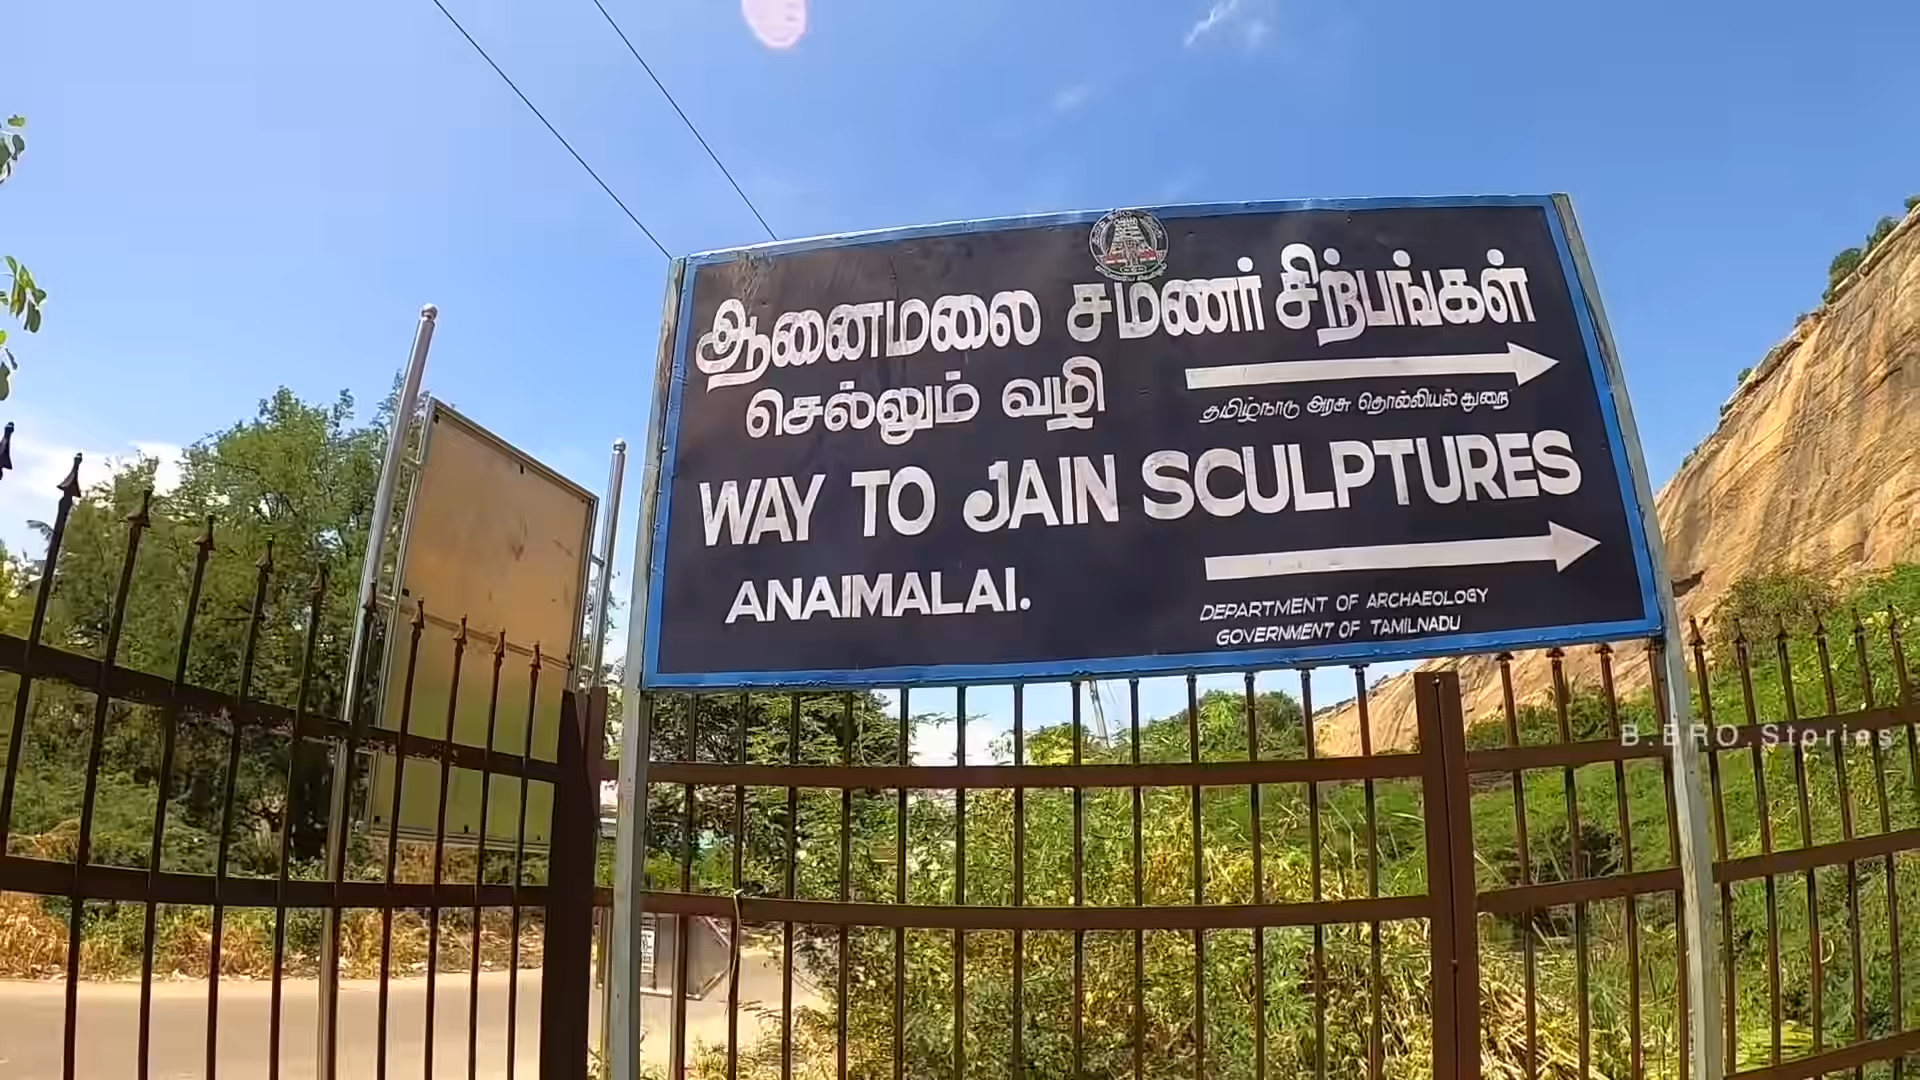 ஆனைமலை சமணர் சிற்பங்கள்
செல்லும் வழி
தமிழ்நாடு அரசு தொல்லியல் துறை
WAY TO JAIN SCULPTURES
ANAIMALAI.
DEPARTMENT OF ARCHAEOLOGY
GOVERNMENT OF TAMILNADU
B.BRO Stories